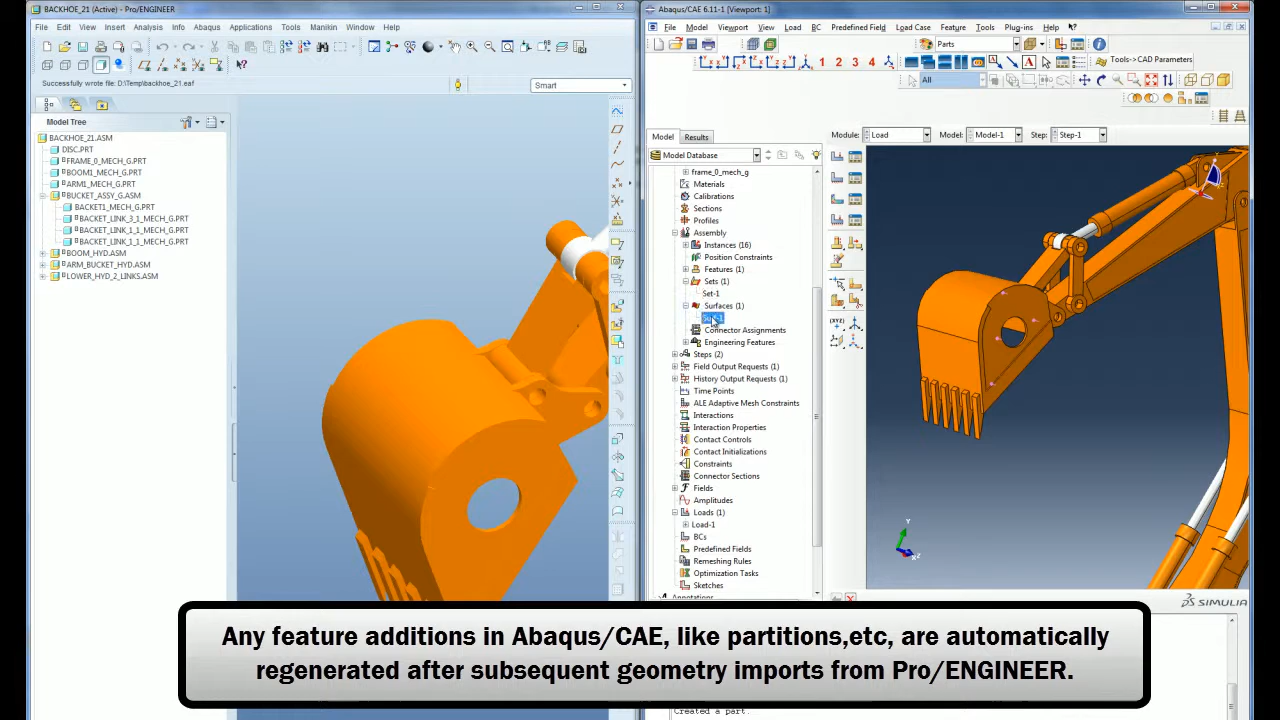 BACKHOE_21 (Active) - Pro/ENGINEER
File Edit View Insert Analysis Info Abaqus Applications Tools Manikin Window Help
Successfully wrote file: D:\Temp\backhoe_21.eaf
Smart
Model Tree
BACKHOE_21.ASM
DISC.PRT
FRAME_0_MECH_G.PRT
BOOM1_MECH_G.PRT
ARM1_MECH_G.PRT
BUCKET_ASSY_G.ASM
BACKET1_MECH_G.PRT
BACKET_LINK_3_1_MECH_G.PRT
BACKET_LINK_1_1_MECH_G.PRT
BACKET_LINK_1_1_MECH_G.PRT
BOOM_HYD.ASM
ARM_BUCKET_HYD.ASM
LOWER_HYD_2_LINKS.ASM
Abaqus/CAE 6.11-1 [Viewport: 1]
File Model Viewport View Load BC Predefined Field Load Case Feature Tools Plug-ins Help
Parts
1 2 3 4
A
Tools->CAD Parameters
All
Model Results
Module: Load Model: Model-1 Step: Step-1
Model Database
frame_0_mech_g
Materials
Calibrations
Sections
Profiles
Assembly
Instances (16)
Position Constraints
Features (1)
Sets (1)
Set-1
Surfaces (1)
Connector Assignments
Engineering Features
Steps (2)
Field Output Requests (1)
History Output Requests (1)
Time Points
ALE Adaptive Mesh Constraints
Interactions
Interaction Properties
Contact Controls
Contact Initializations
Constraints
Connector Sections
Fields
Amplitudes
Loads (1)
Load-1
BCs
Predefined Fields
Remeshing Rules
Optimization Tasks
Sketches
Annotations
(XYZ)
Y
X
Z
SIMULIA
Any feature additions in Abaqus/CAE, like partitions,etc, are automatically
regenerated after subsequent geometry imports from Pro/ENGINEER.
Created a part.